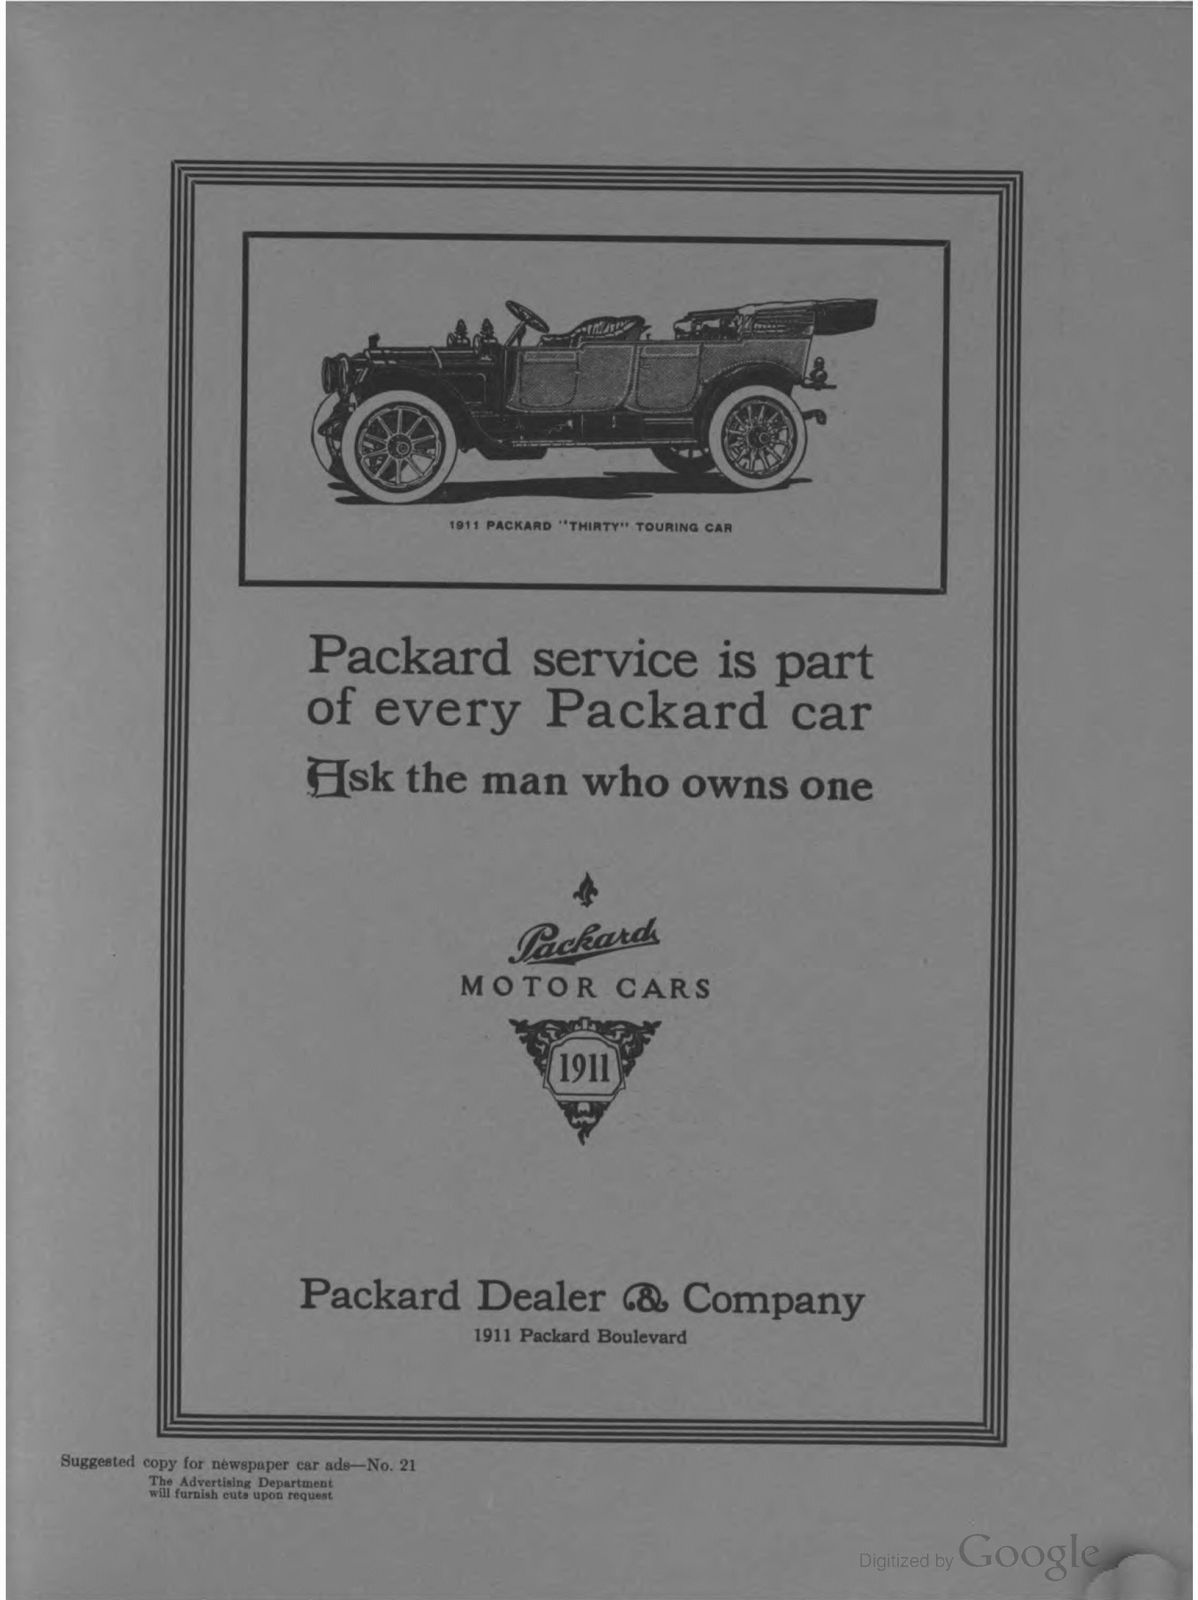 1911 PACKARD "THIRTY" TOURING CAR
Packard service is part
of every Packard car
Ask the man who owns one
Packard
MOTOR CARS
1911
Packard Dealer & Company
1911 Packard Boulevard
Suggested copy for newspaper car ads—No. 21
The Advertising Department
will furnish cuts upon request
Digitized by Google